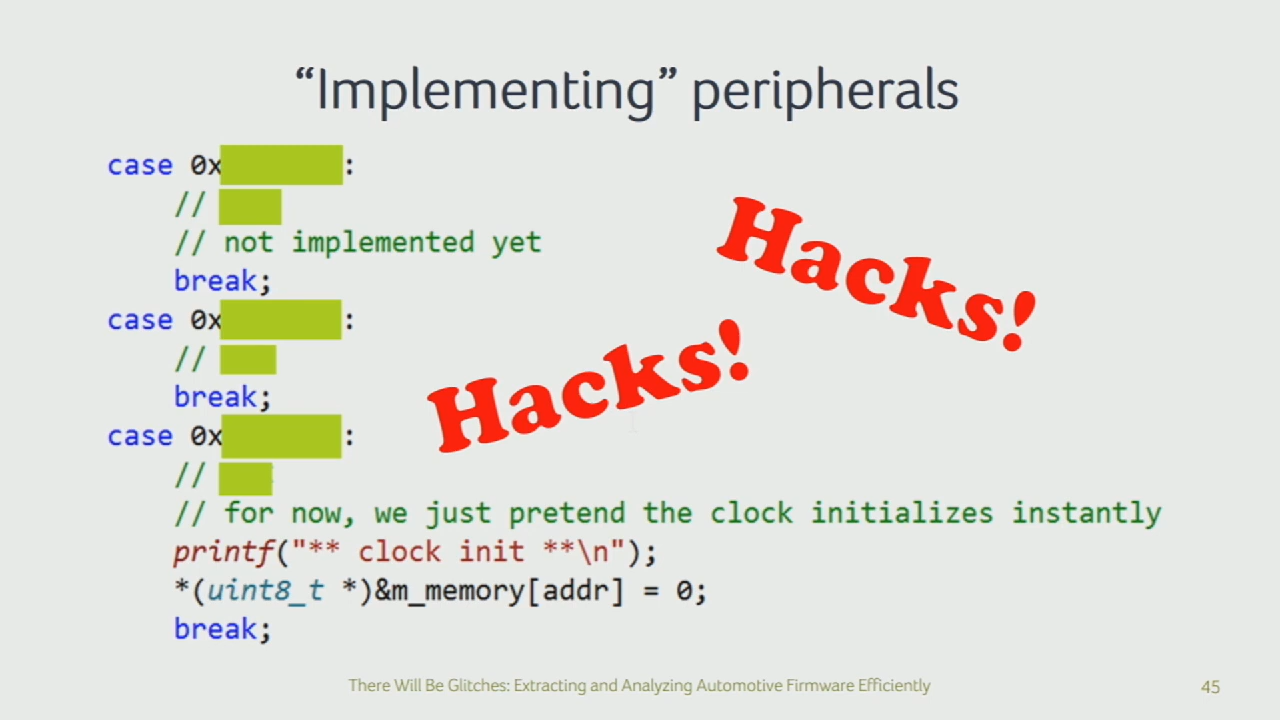 “Implementing” peripherals
case 0x :
//
// not implemented yet
break;
case 0x :
//
break;
case 0x :
//
// for now, we just pretend the clock initializes instantly
printf("** clock init **\n");
*(uint8_t *)&m_memory[addr] = 0;
break;
Hacks!
Hacks!
There Will Be Glitches: Extracting and Analyzing Automotive Firmware Efficiently
45